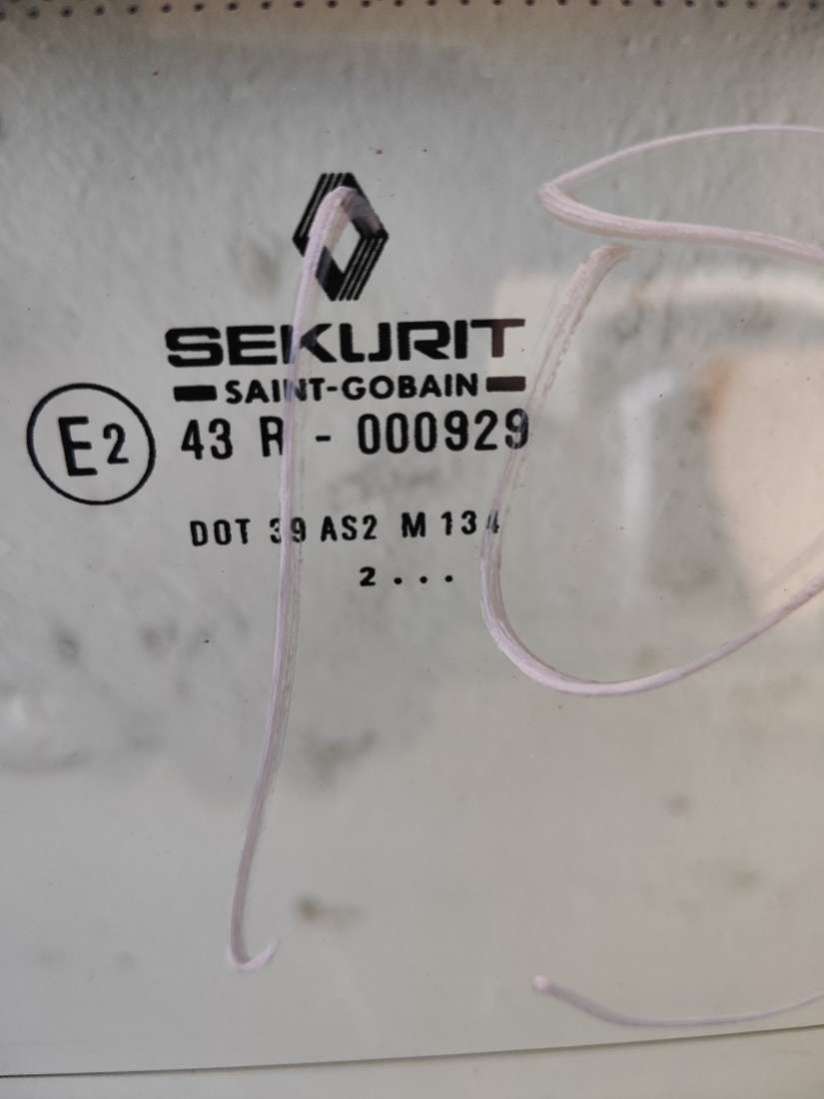 SEKURIT
SAINT-GOBAIN
E2 43 R - 000929
DOT 39 AS2 M 134
2 . . .